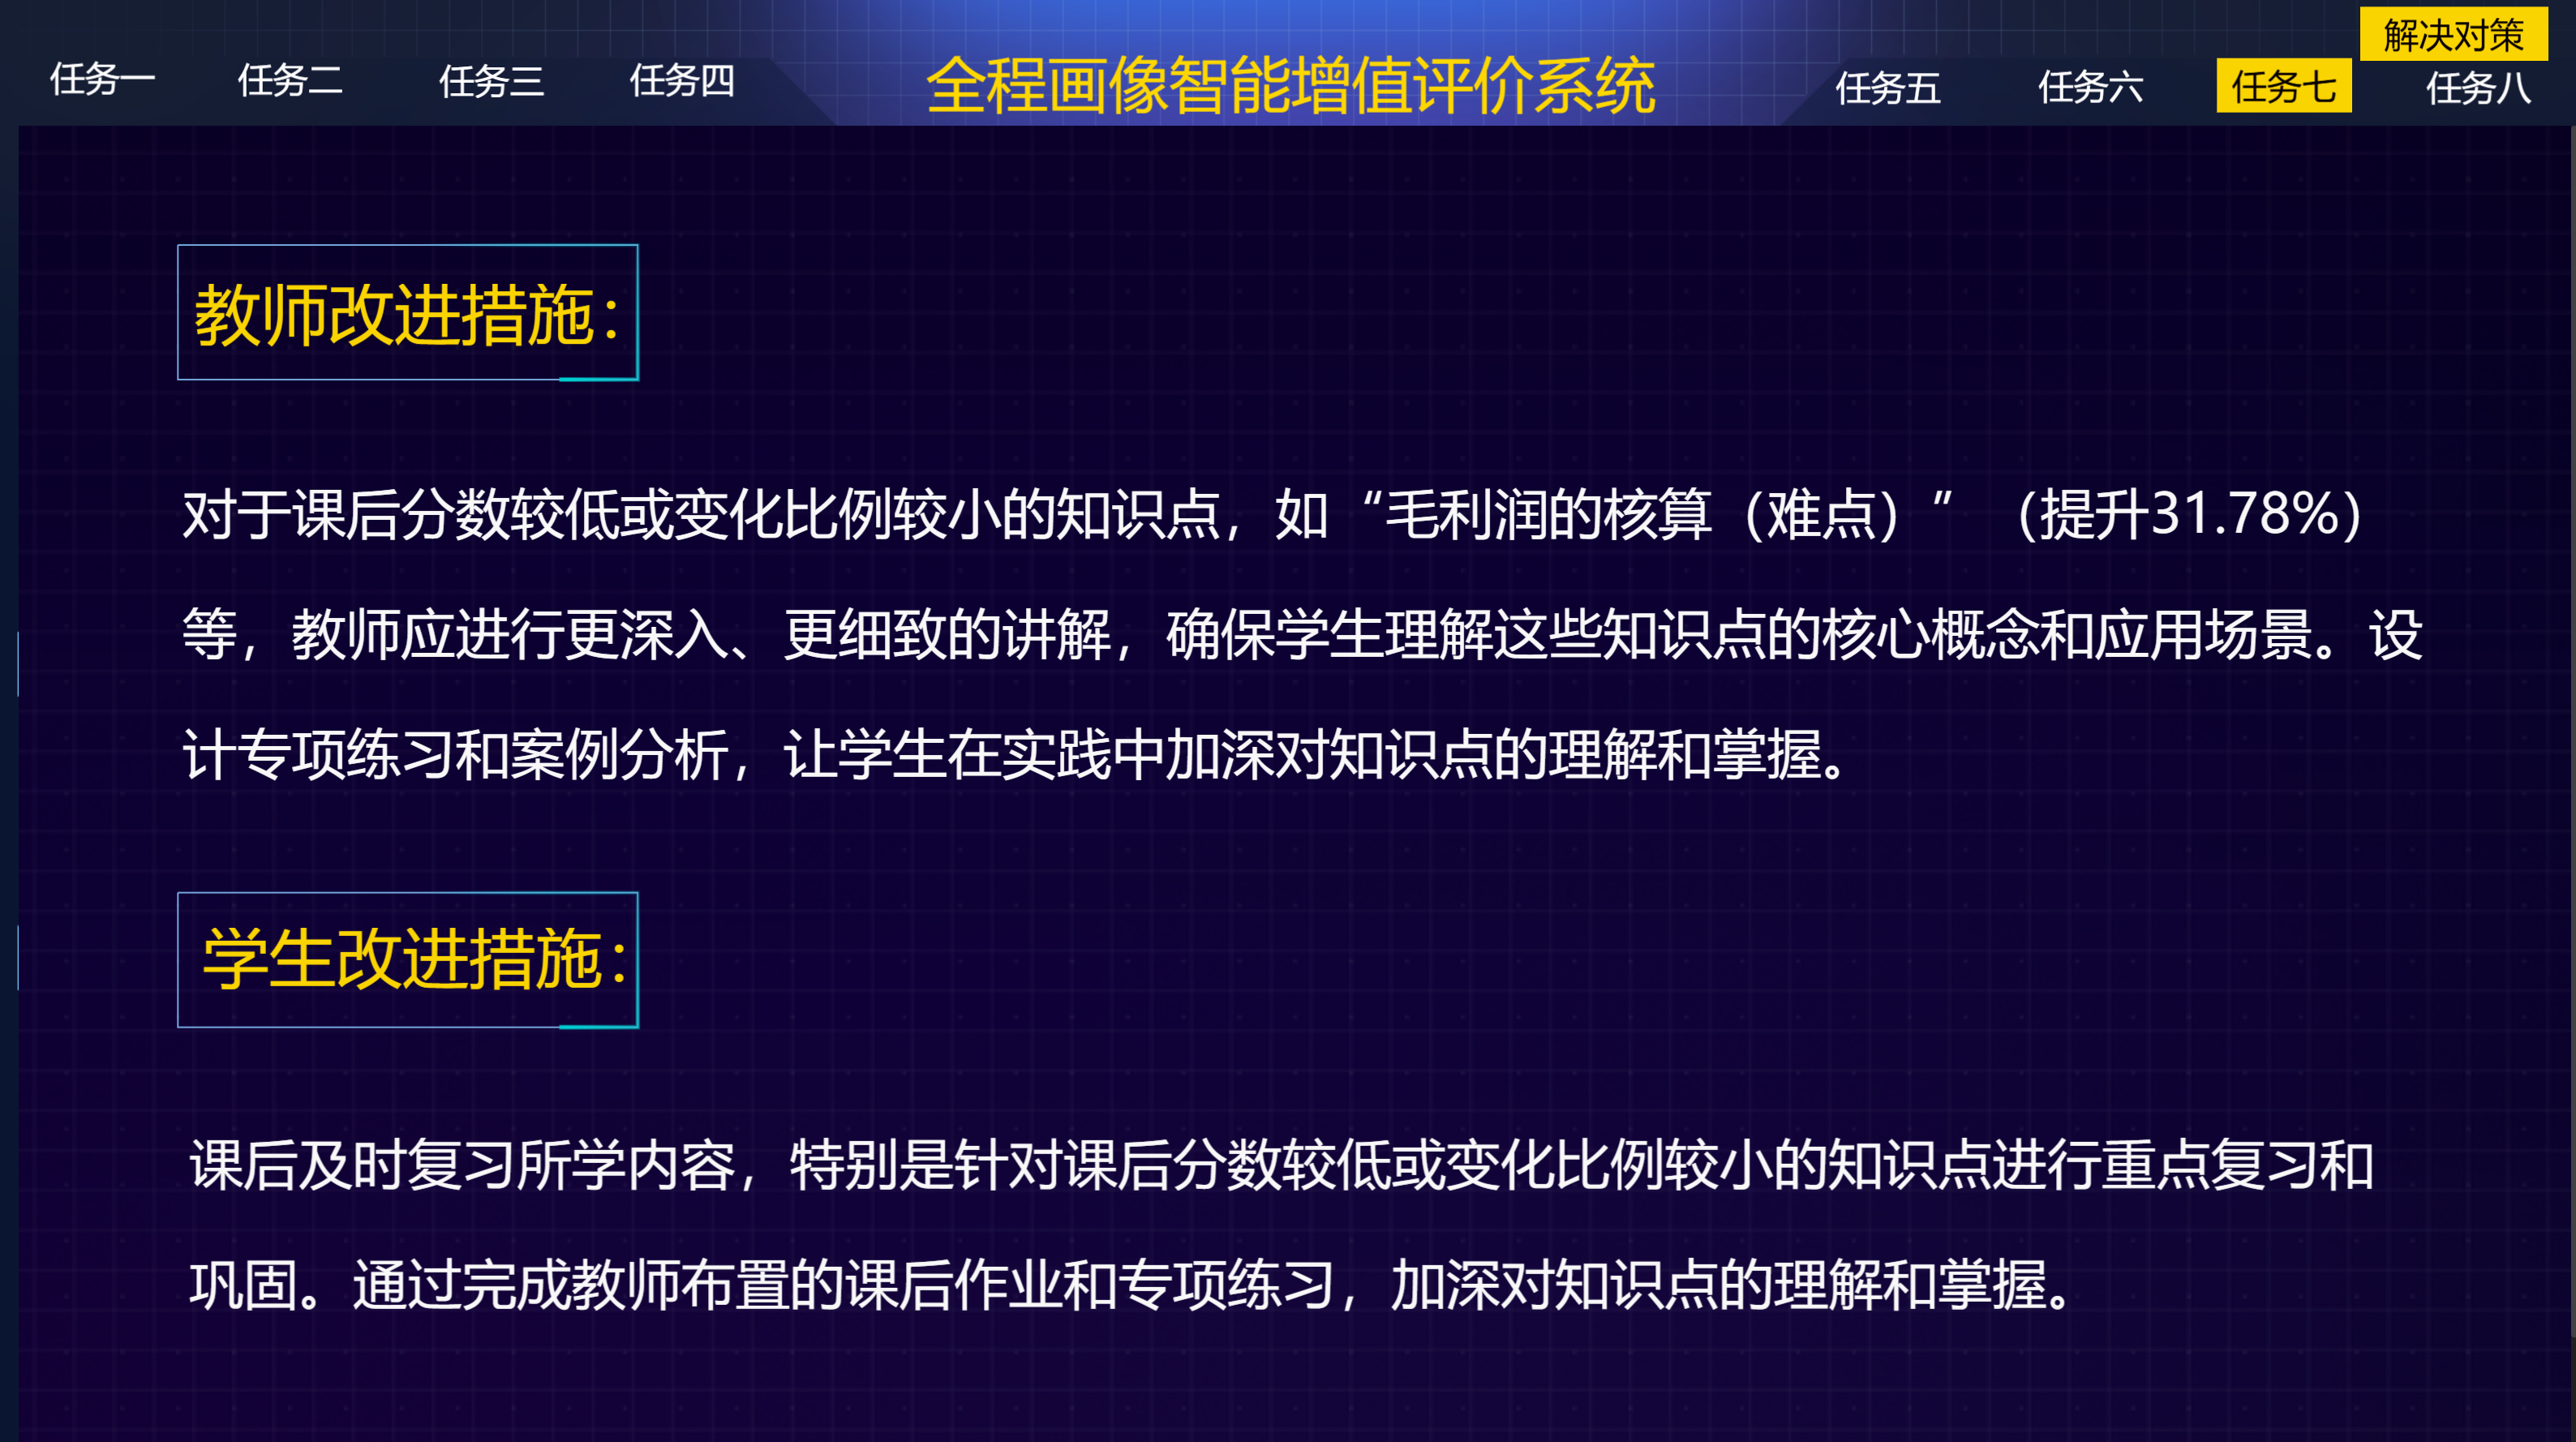 解决对策
任务一 任务二 任务三 任务四 全程画像智能增值评价系统 任务五 任务六 任务七 任务八
教师改进措施：
对于课后分数较低或变化比例较小的知识点，如“毛利润的核算（难点）”（提升31.78%）
等，教师应进行更深入、更细致的讲解，确保学生理解这些知识点的核心概念和应用场景。设
计专项练习和案例分析，让学生在实践中加深对知识点的理解和掌握。
学生改进措施：
课后及时复习所学内容，特别是针对课后分数较低或变化比例较小的知识点进行重点复习和
巩固。通过完成教师布置的课后作业和专项练习，加深对知识点的理解和掌握。